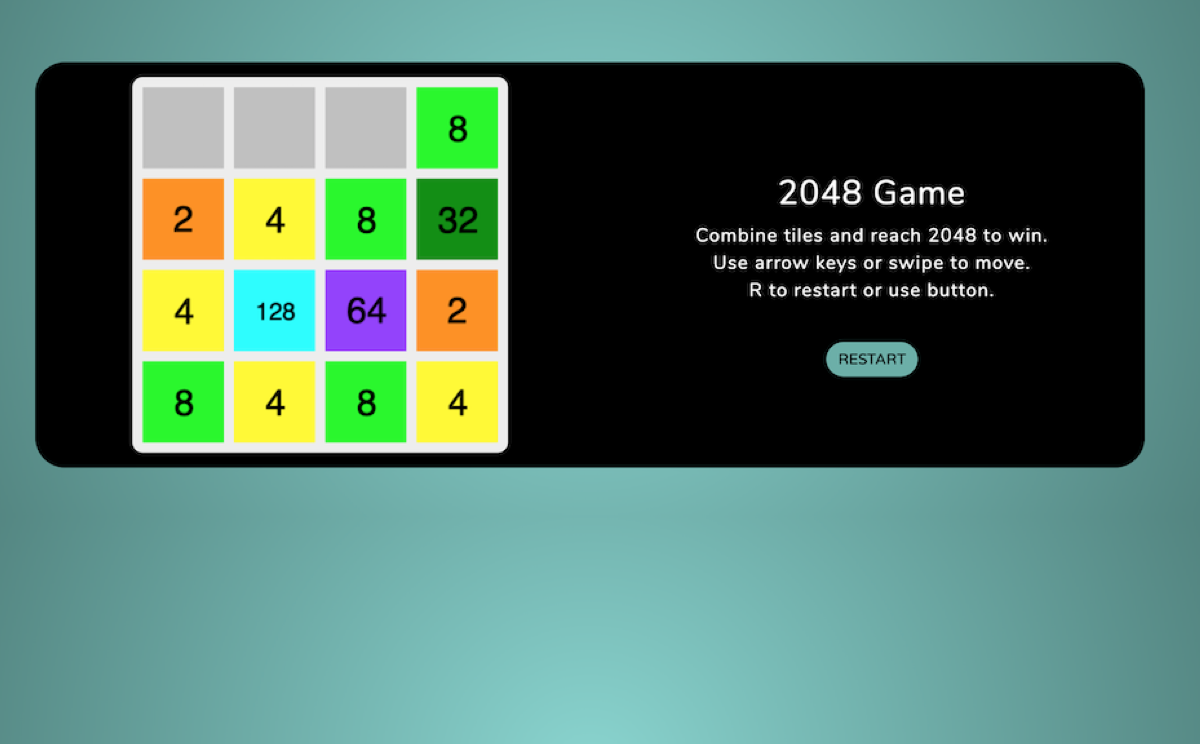 8
2 4 8 32
4 128 64 2
8 4 8 4
2048 Game
Combine tiles and reach 2048 to win.
Use arrow keys or swipe to move.
R to restart or use button.
RESTART